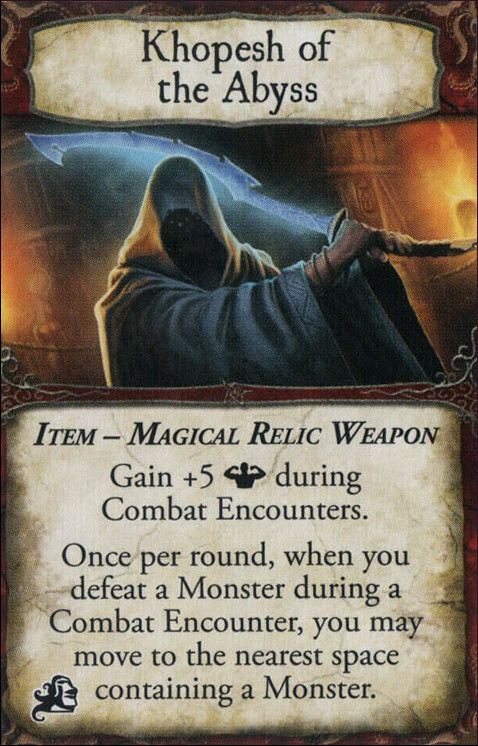 Khopesh of
the Abyss
ITEM – MAGICAL RELIC WEAPON
Gain +5 during
Combat Encounters.
Once per round, when you
defeat a Monster during a
Combat Encounter, you may
move to the nearest space
containing a Monster.